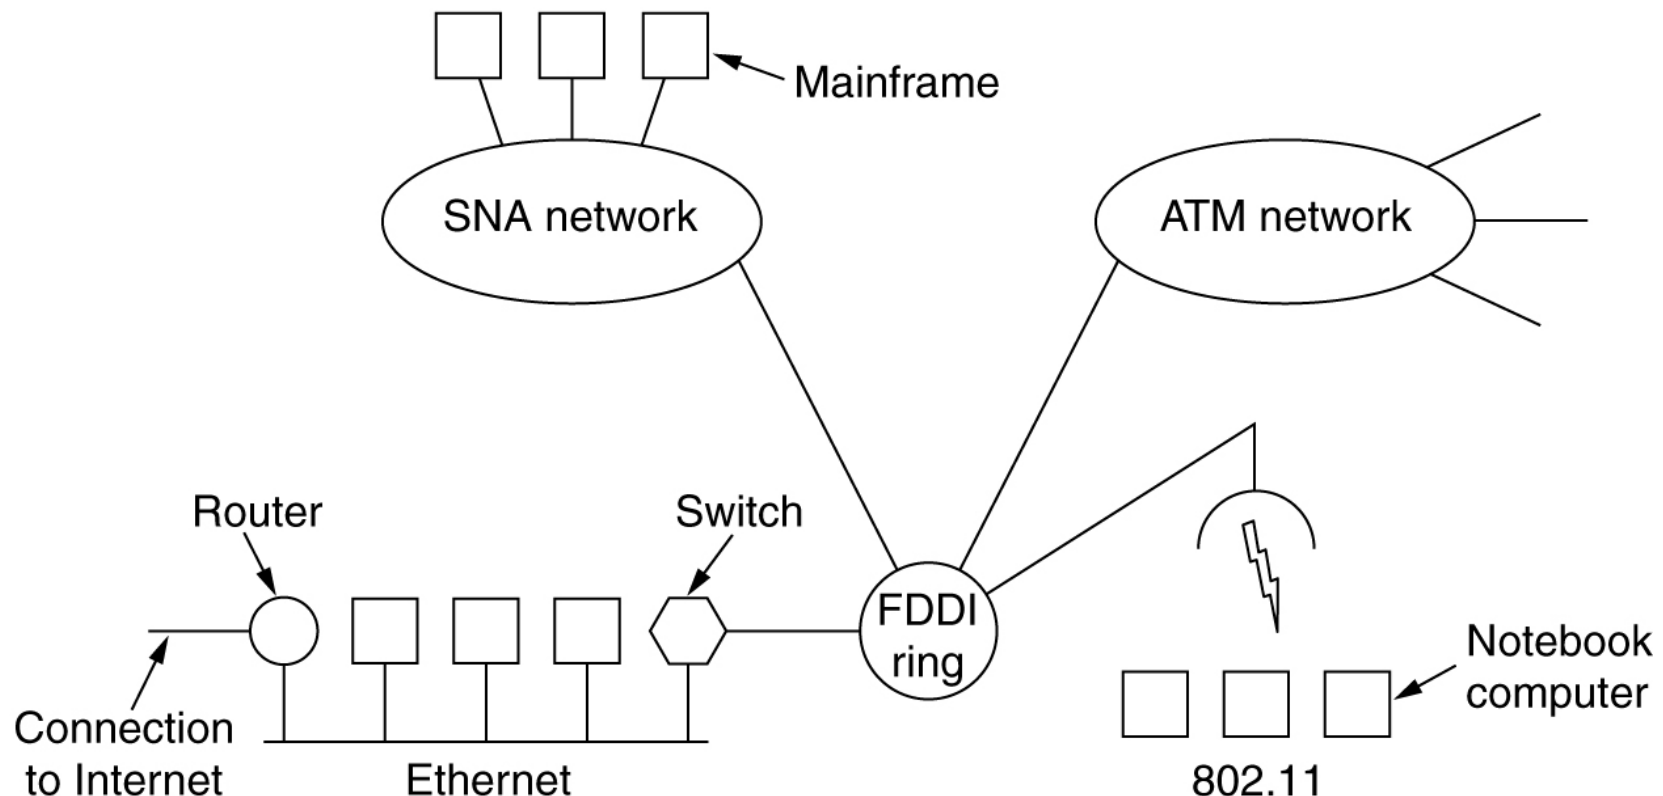 Mainframe
SNA network
ATM network
Router
Switch
FDDI
ring
Notebook
computer
Connection
to Internet
Ethernet
802.11